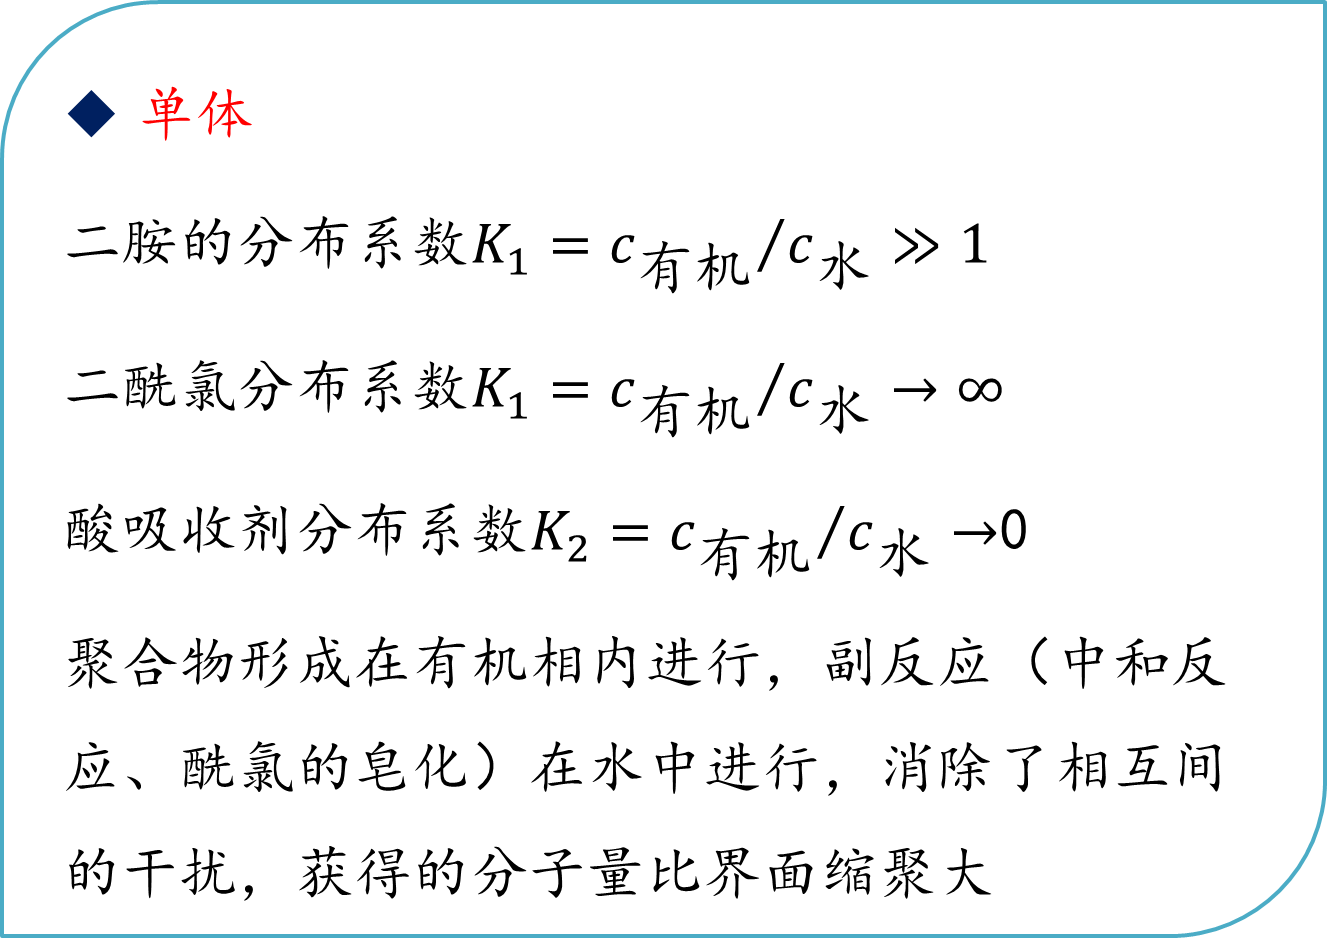 ◆ 单体
二胺的分布系数K₁ = c有机/c水 ≫ 1
二酰氯分布系数K₁ = c有机/c水 → ∞
酸吸收剂分布系数K₂ = c有机/c水 →0
聚合物形成在有机相内进行，副反应（中和反
应、酰氯的皂化）在水中进行，消除了相互间
的干扰，获得的分子量比界面缩聚大